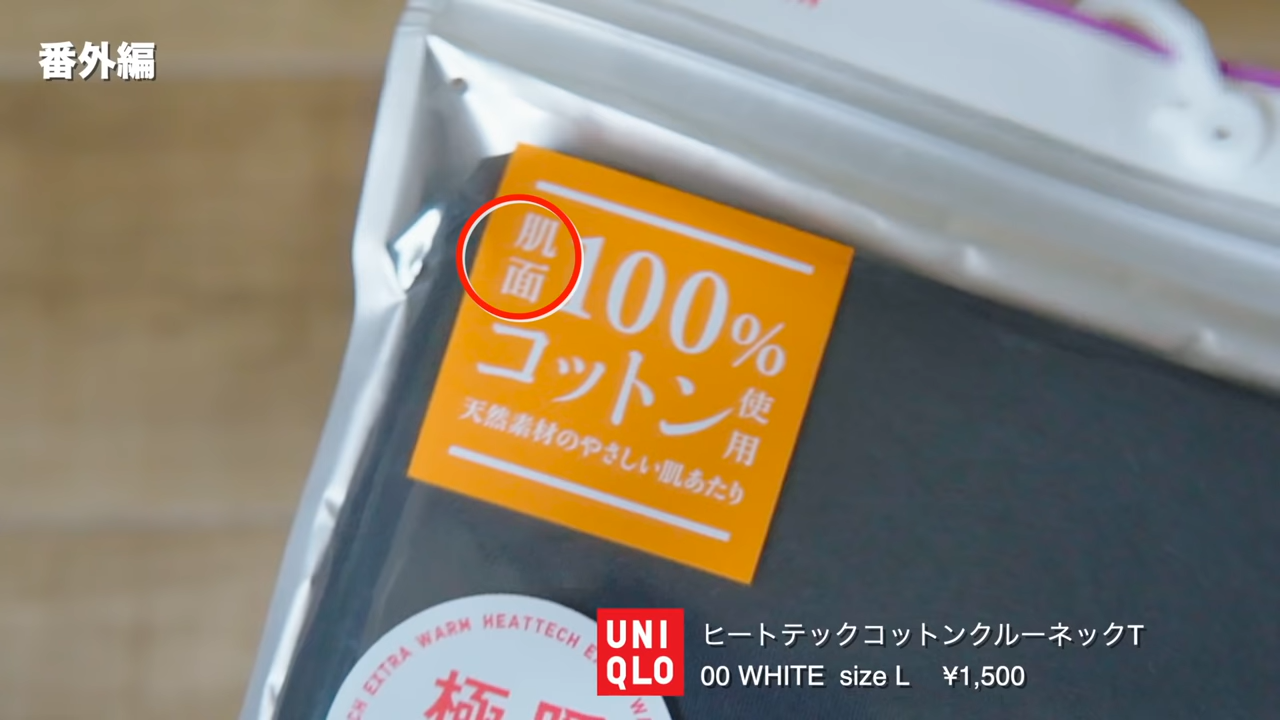 番外編
肌面
100%
コットン
使用
天然素材のやさしい肌あたり
EXTRA WARM HEATTECH
極暖
UNI
QLO
ヒートテックコットンクルーネックT
00 WHITE size L ¥1,500